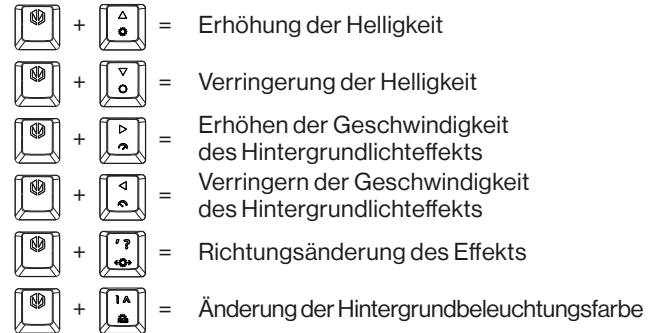 + △ = Erhöhung der Helligkeit
+ ▽ = Verringerung der Helligkeit
+ ▷ = Erhöhen der Geschwindigkeit
des Hintergrundlichteffekts
+ ◁ = Verringern der Geschwindigkeit
des Hintergrundlichteffekts
+ ' ? = Richtungsänderung des Effekts
+ = Änderung der Hintergrundbeleuchtungsfarbe